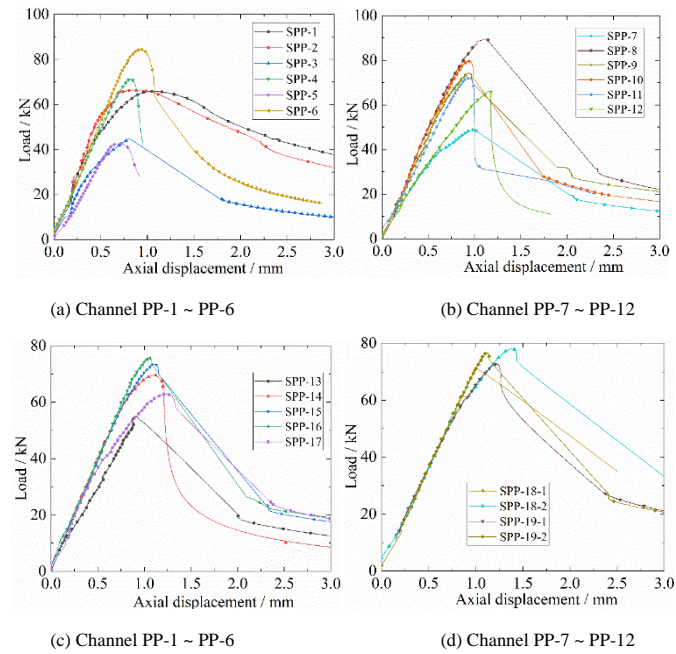 100
80
60
40
20
0
0.0 0.5 1.0 1.5 2.0 2.5 3.0
Load / kN
Axial displacement / mm
SPP-1
SPP-2
SPP-3
SPP-4
SPP-5
SPP-6
(a) Channel PP-1 ~ PP-6
100
80
60
40
20
0
0.0 0.5 1.0 1.5 2.0 2.5 3.0
Load / kN
Axial displacement / mm
SPP-7
SPP-8
SPP-9
SPP-10
SPP-11
SPP-12
(b) Channel PP-7 ~ PP-12
80
60
40
20
0
0.0 0.5 1.0 1.5 2.0 2.5 3.0
Load / kN
Axial displacement / mm
SPP-13
SPP-14
SPP-15
SPP-16
SPP-17
(c) Channel PP-1 ~ PP-6
80
60
40
20
0
0.0 0.5 1.0 1.5 2.0 2.5 3.0
Load / kN
Axial displacement / mm
SPP-18-1
SPP-18-2
SPP-19-1
SPP-19-2
(d) Channel PP-7 ~ PP-12